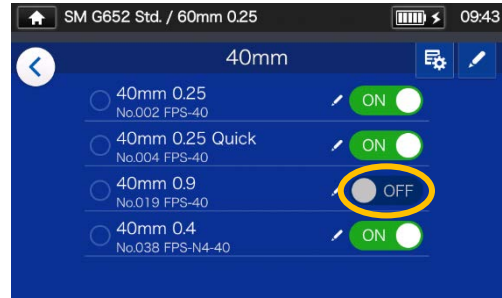 SM G652 Std. / 60mm 0.25 09:43
40mm
40mm 0.25 ON
No.002 FPS-40
40mm 0.25 Quick ON
No.004 FPS-40
40mm 0.9 OFF
No.019 FPS-40
40mm 0.4 ON
No.038 FPS-N4-40